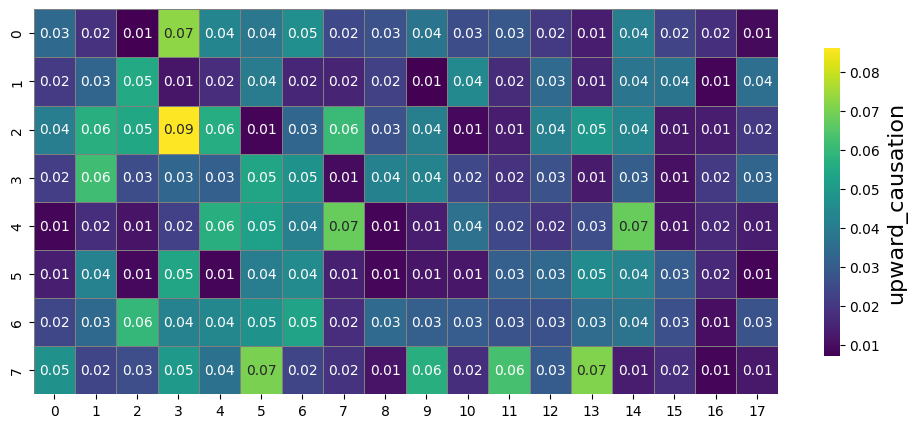 0 0.03 0.02 0.01 0.07 0.04 0.04 0.05 0.02 0.03 0.04 0.03 0.03 0.02 0.01 0.04 0.02 0.02 0.01
1 0.02 0.03 0.05 0.01 0.02 0.04 0.02 0.02 0.02 0.01 0.04 0.02 0.03 0.01 0.04 0.04 0.01 0.04
2 0.04 0.06 0.05 0.09 0.06 0.01 0.03 0.06 0.03 0.04 0.01 0.01 0.04 0.05 0.04 0.01 0.01 0.02
3 0.02 0.06 0.03 0.03 0.03 0.05 0.05 0.01 0.04 0.04 0.02 0.02 0.03 0.01 0.03 0.01 0.02 0.03
4 0.01 0.02 0.01 0.02 0.06 0.05 0.04 0.07 0.01 0.01 0.04 0.02 0.02 0.03 0.07 0.01 0.02 0.01
5 0.01 0.04 0.01 0.05 0.01 0.04 0.04 0.01 0.01 0.01 0.01 0.03 0.03 0.05 0.04 0.03 0.02 0.01
6 0.02 0.03 0.06 0.04 0.04 0.05 0.05 0.02 0.03 0.03 0.03 0.03 0.03 0.03 0.04 0.03 0.01 0.03
7 0.05 0.02 0.03 0.05 0.04 0.07 0.02 0.02 0.01 0.06 0.02 0.06 0.03 0.07 0.01 0.02 0.01 0.01
0 1 2 3 4 5 6 7 8 9 10 11 12 13 14 15 16 17
0.08
0.07
0.06
0.05
0.04
0.03
0.02
0.01
upward_causation